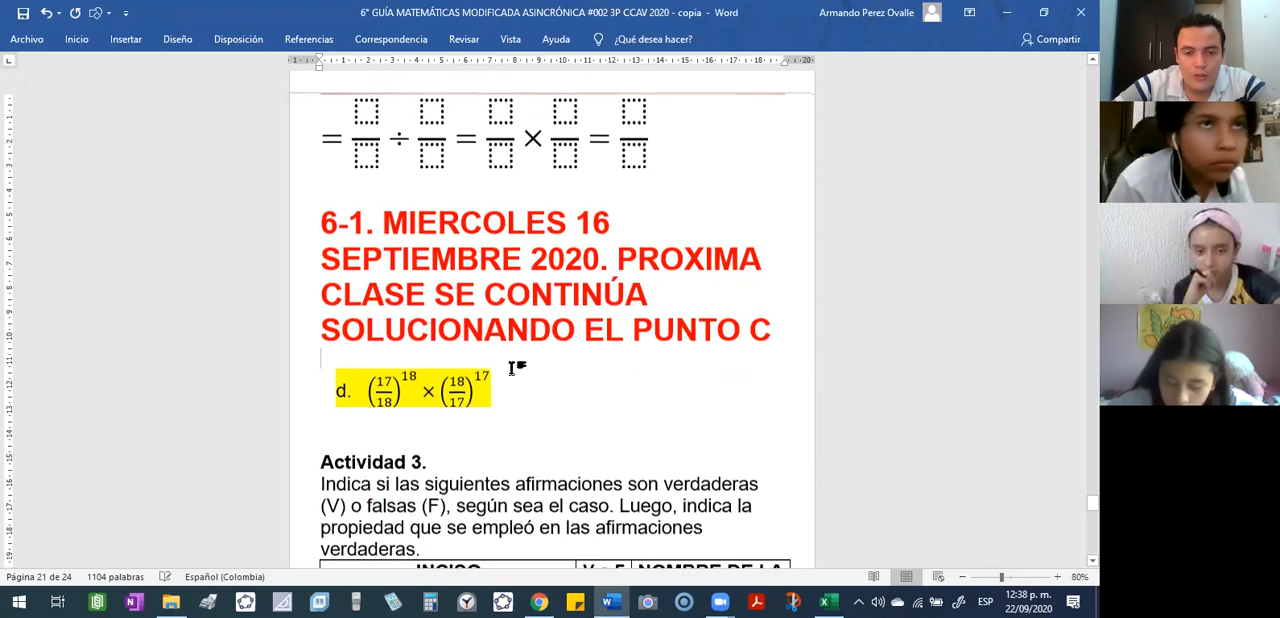 6° GUÍA MATEMÁTICAS MODIFICADA ASINCRÓNICA #002 3P CCAV 2020 - copia - Word
Armando Perez Ovalle
Archivo Inicio Insertar Diseño Disposición Referencias Correspondencia Revisar Vista Ayuda ¿Qué desea hacer? Compartir
= ÷ = × =
6-1. MIERCOLES 16
SEPTIEMBRE 2020. PROXIMA
CLASE SE CONTINÚA
SOLUCIONANDO EL PUNTO C
d. (17/18)^18 × (18/17)^17
Actividad 3.
Indica si las siguientes afirmaciones son verdaderas
(V) o falsas (F), según sea el caso. Luego, indica la
propiedad que se empleó en las afirmaciones
verdaderas.
INCISO V o F NOMBRE DE LA
Página 21 de 24 1104 palabras Español (Colombia) 80%
ESP 12:38 p. m.
22/09/2020